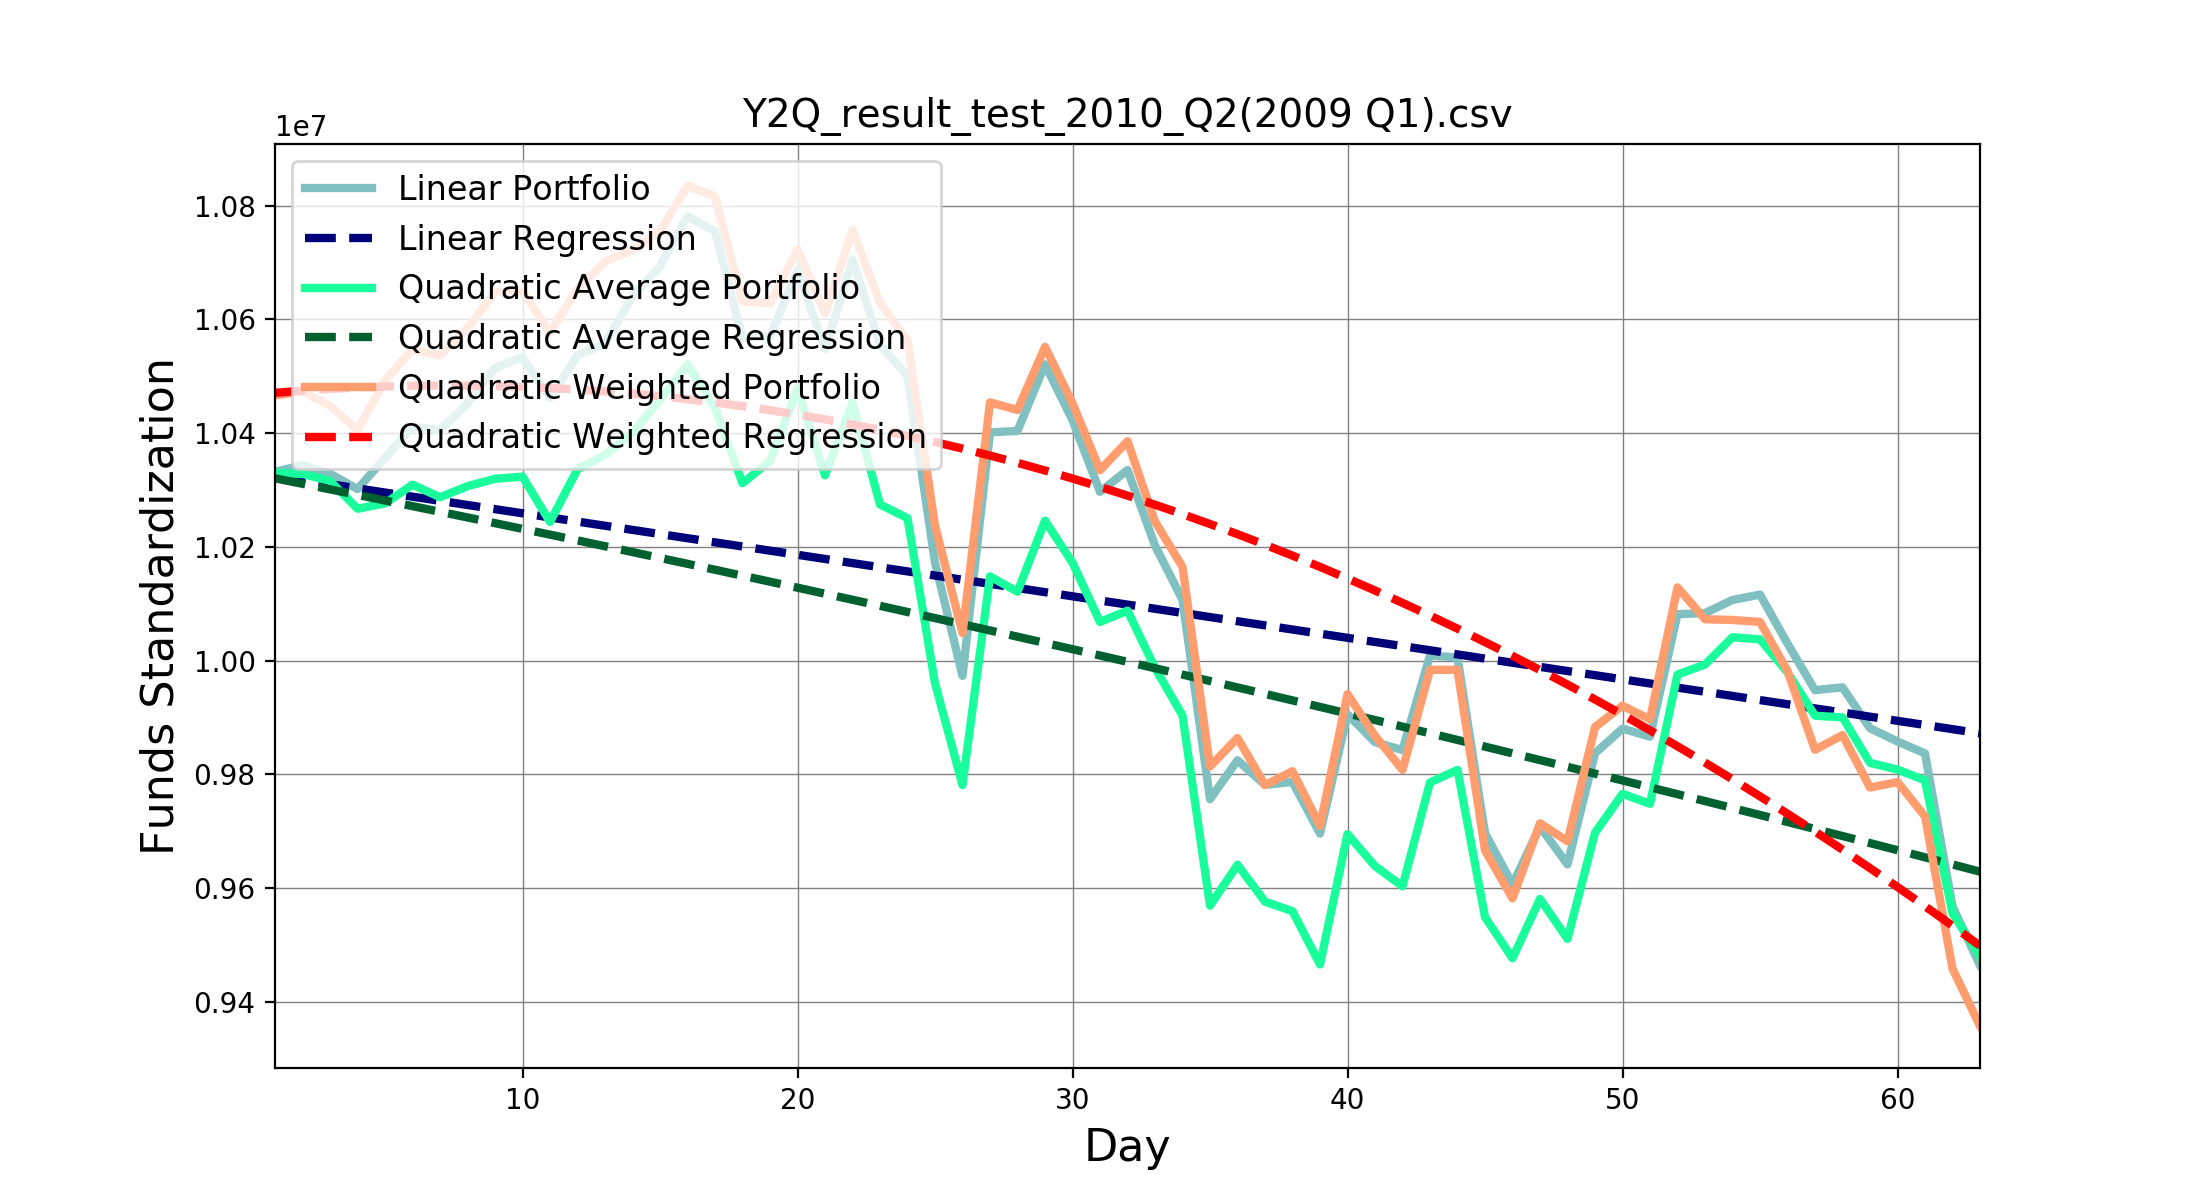 Y2Q_result_test_2010_Q2(2009 Q1).csv
1e7
Linear Portfolio
Linear Regression
Quadratic Average Portfolio
Quadratic Average Regression
Quadratic Weighted Portfolio
Quadratic Weighted Regression
1.08
1.06
1.04
1.02
1.00
0.98
0.96
0.94
Funds Standardization
10 20 30 40 50 60
Day